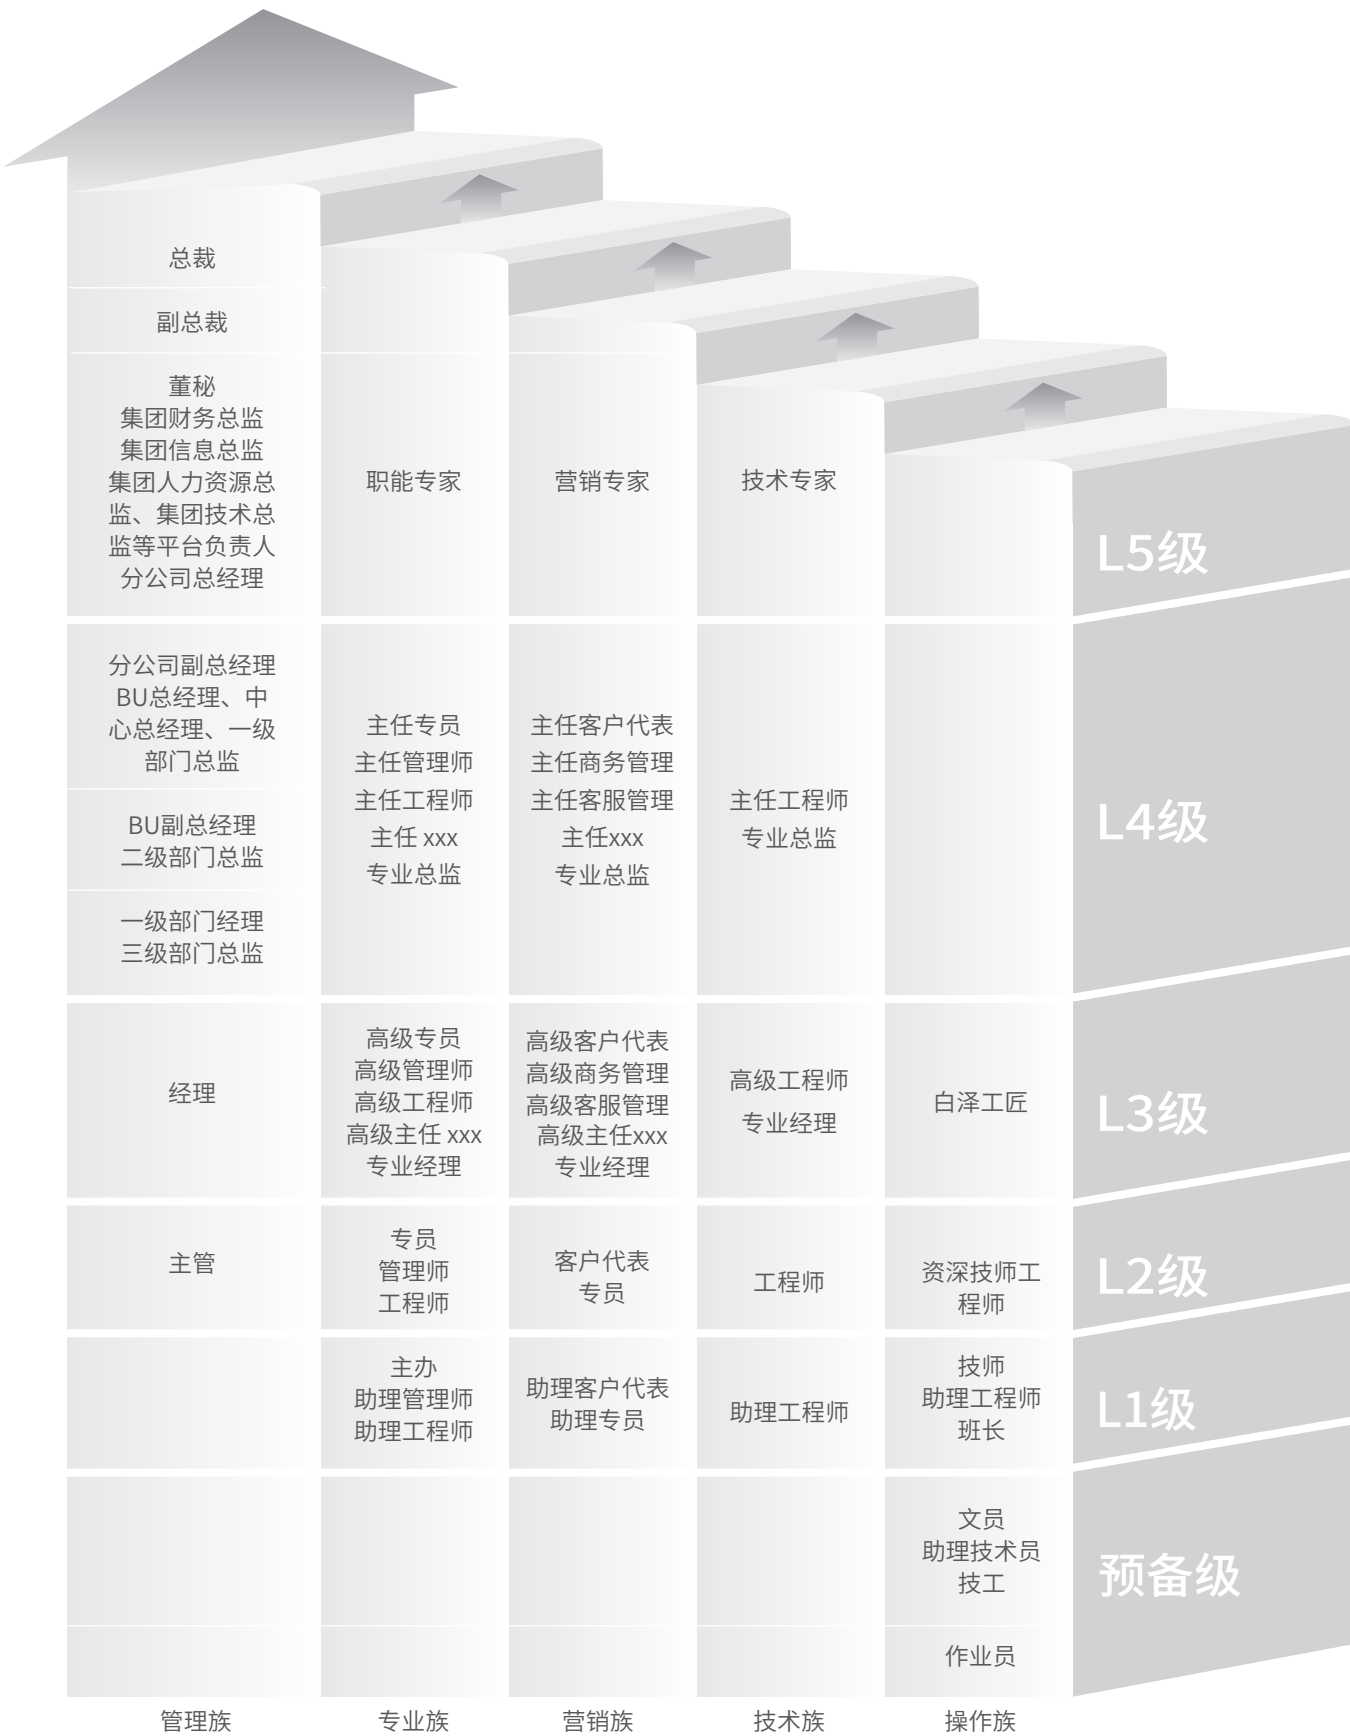 总裁
副总裁
董秘
集团财务总监
集团信息总监
集团人力资源总
监、集团技术总
监等平台负责人
分公司总经理
职能专家
营销专家
技术专家
L5级
分公司副总经理
BU总经理、中
心总经理、一级
部门总监
BU副总经理
二级部门总监
一级部门经理
三级部门总监
主任专员
主任管理师
主任工程师
主任 xxx
专业总监
主任客户代表
主任商务管理
主任客服管理
主任xxx
专业总监
主任工程师
专业总监
L4级
经理
高级专员
高级管理师
高级工程师
高级主任 xxx
专业经理
高级客户代表
高级商务管理
高级客服管理
高级主任xxx
专业经理
高级工程师
专业经理
白泽工匠
L3级
主管
专员
管理师
工程师
客户代表
专员
工程师
资深技师工
程师
L2级
主办
助理管理师
助理工程师
助理客户代表
助理专员
助理工程师
技师
助理工程师
班长
L1级
文员
助理技术员
技工
作业员
预备级
管理族
专业族
营销族
技术族
操作族